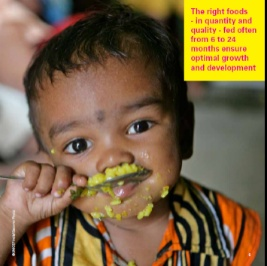 The right foods
- in quantity and
quality - fed often
from 6 to 24
months ensure
optimal growth
and development